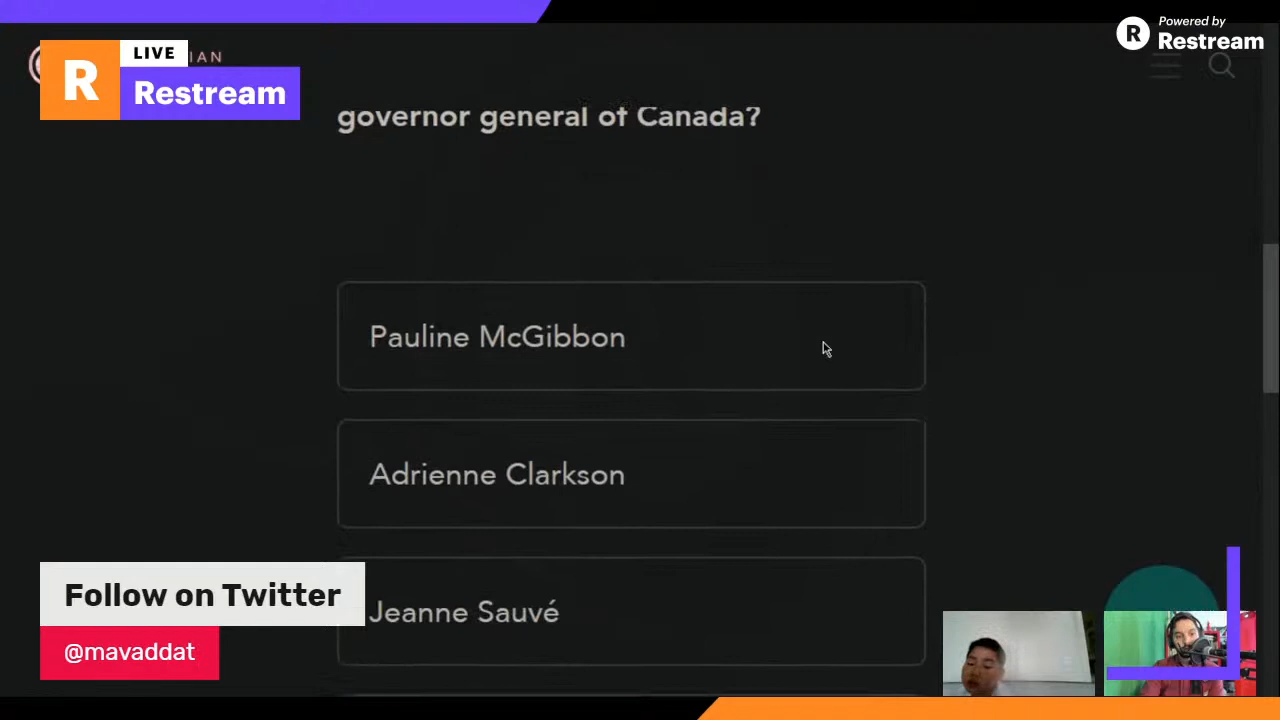 Powered by
R Restream
R
LIVE
IAN
Restream
governor general of Canada?
Pauline McGibbon
Adrienne Clarkson
Jeanne Sauvé
Follow on Twitter
@mavaddat